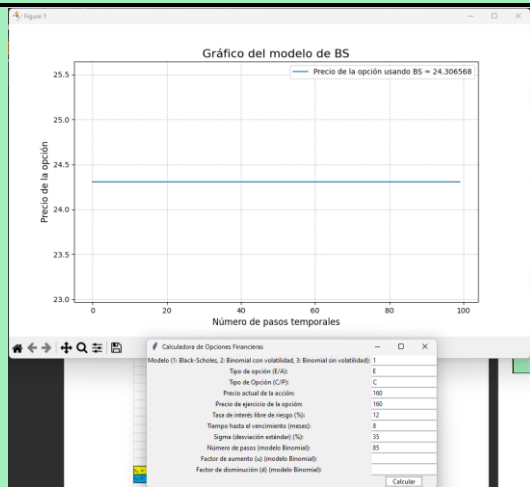 Figure 1
Gráfico del modelo de BS
Precio de la opción usando BS = 24.306568
25.5
25.0
24.5
24.0
23.5
23.0
Precio de la opción
0 20 40 60 80 100
Número de pasos temporales
Calculadora de Opciones Financieras
Modelo (1: Black-Scholes, 2: Binomial con volatilidad, 3: Binomial sin volatilidad): 1
Tipo de opción (E/A): E
Tipo de Opción (C/P): C
Precio actual de la acción: 160
Precio de ejercicio de la opción: 160
Tasa de interés libre de riesgo (%): 12
Tiempo hasta el vencimiento (meses): 8
Sigma (desviación estándar) (%): 35
Número de pasos (modelo Binomial): 85
Factor de aumento (u) (modelo Binomial):
Factor de disminución (d) (modelo Binomial):
Calcular